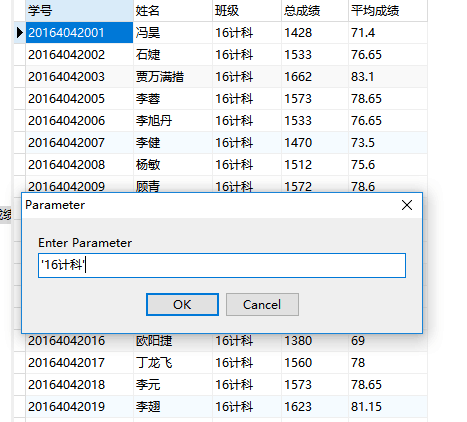 学号 姓名 班级 总成绩 平均成绩
20164042001 冯昊 16计科 1428 71.4
20164042002 石婕 16计科 1533 76.65
20164042003 贾万满措 16计科 1662 83.1
20164042005 李蓉 16计科 1573 78.65
20164042006 李旭丹 16计科 1533 76.65
20164042007 李健 16计科 1470 73.5
20164042008 杨敏 16计科 1512 75.6
20164042009 顾青 16计科 1572 78.6
Parameter
Enter Parameter
'16计科'
OK Cancel
20164042016 欧阳捷 16计科 1380 69
20164042017 丁龙飞 16计科 1560 78
20164042018 李元 16计科 1573 78.65
20164042019 李翅 16计科 1623 81.15